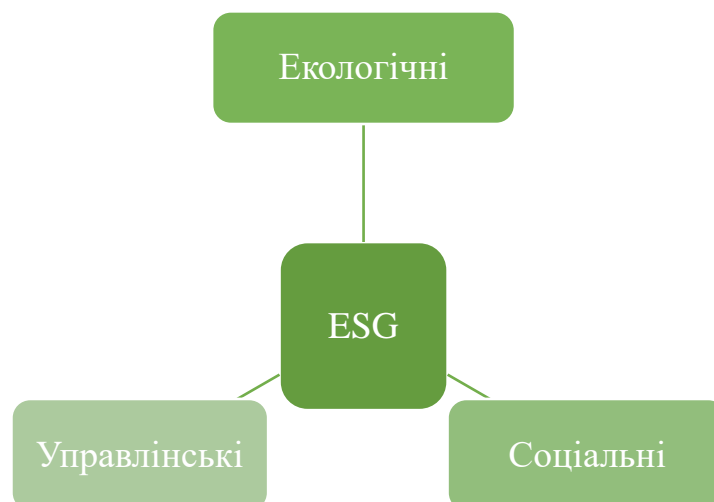 Екологічні
ESG
Управлінські
Соціальні